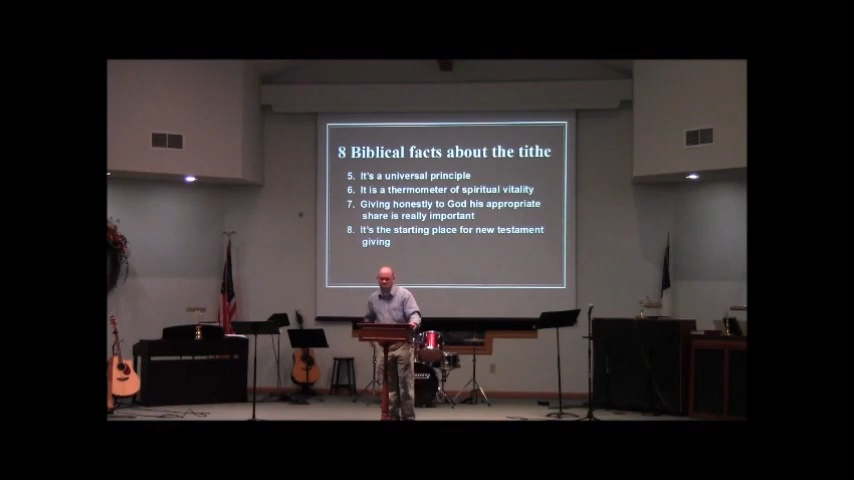 8 Biblical facts about the tithe
5. It's a universal principle
6. It is a thermometer of spiritual vitality
7. Giving honestly to God his appropriate
share is really important
8. It's the starting place for new testament
giving